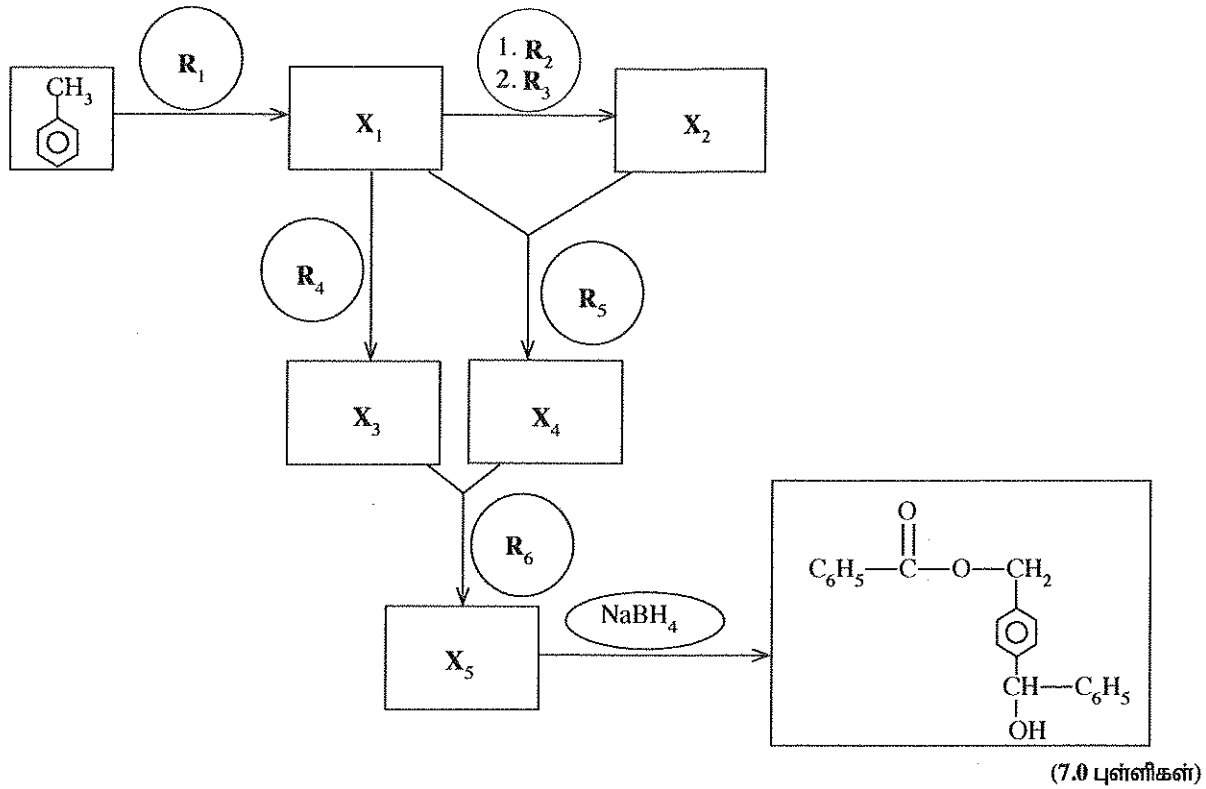 CH₃
R₁
X₁
1. R₂
2. R₃
X₂
R₄
R₅
X₃
X₄
R₆
X₅
NaBH₄
O
C₆H₅—C—O—CH₂
CH—C₆H₅
OH
(7.0 புள்ளிகள்)